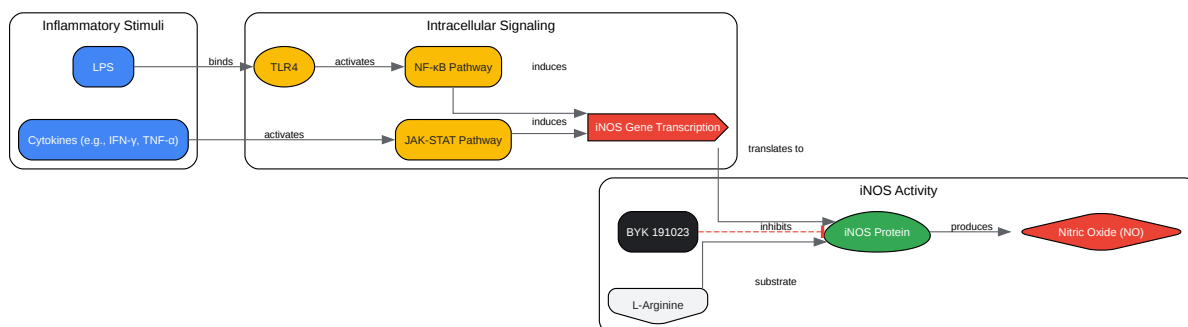 Inflammatory Stimuli
Intracellular Signaling
LPS
binds
TLR4
activates
NF-κB Pathway
induces
Cytokines (e.g., IFN-γ, TNF-α)
activates
JAK-STAT Pathway
induces
iNOS Gene Transcription
translates to
iNOS Activity
BYK 191023
inhibits
iNOS Protein
produces
Nitric Oxide (NO)
L-Arginine
substrate